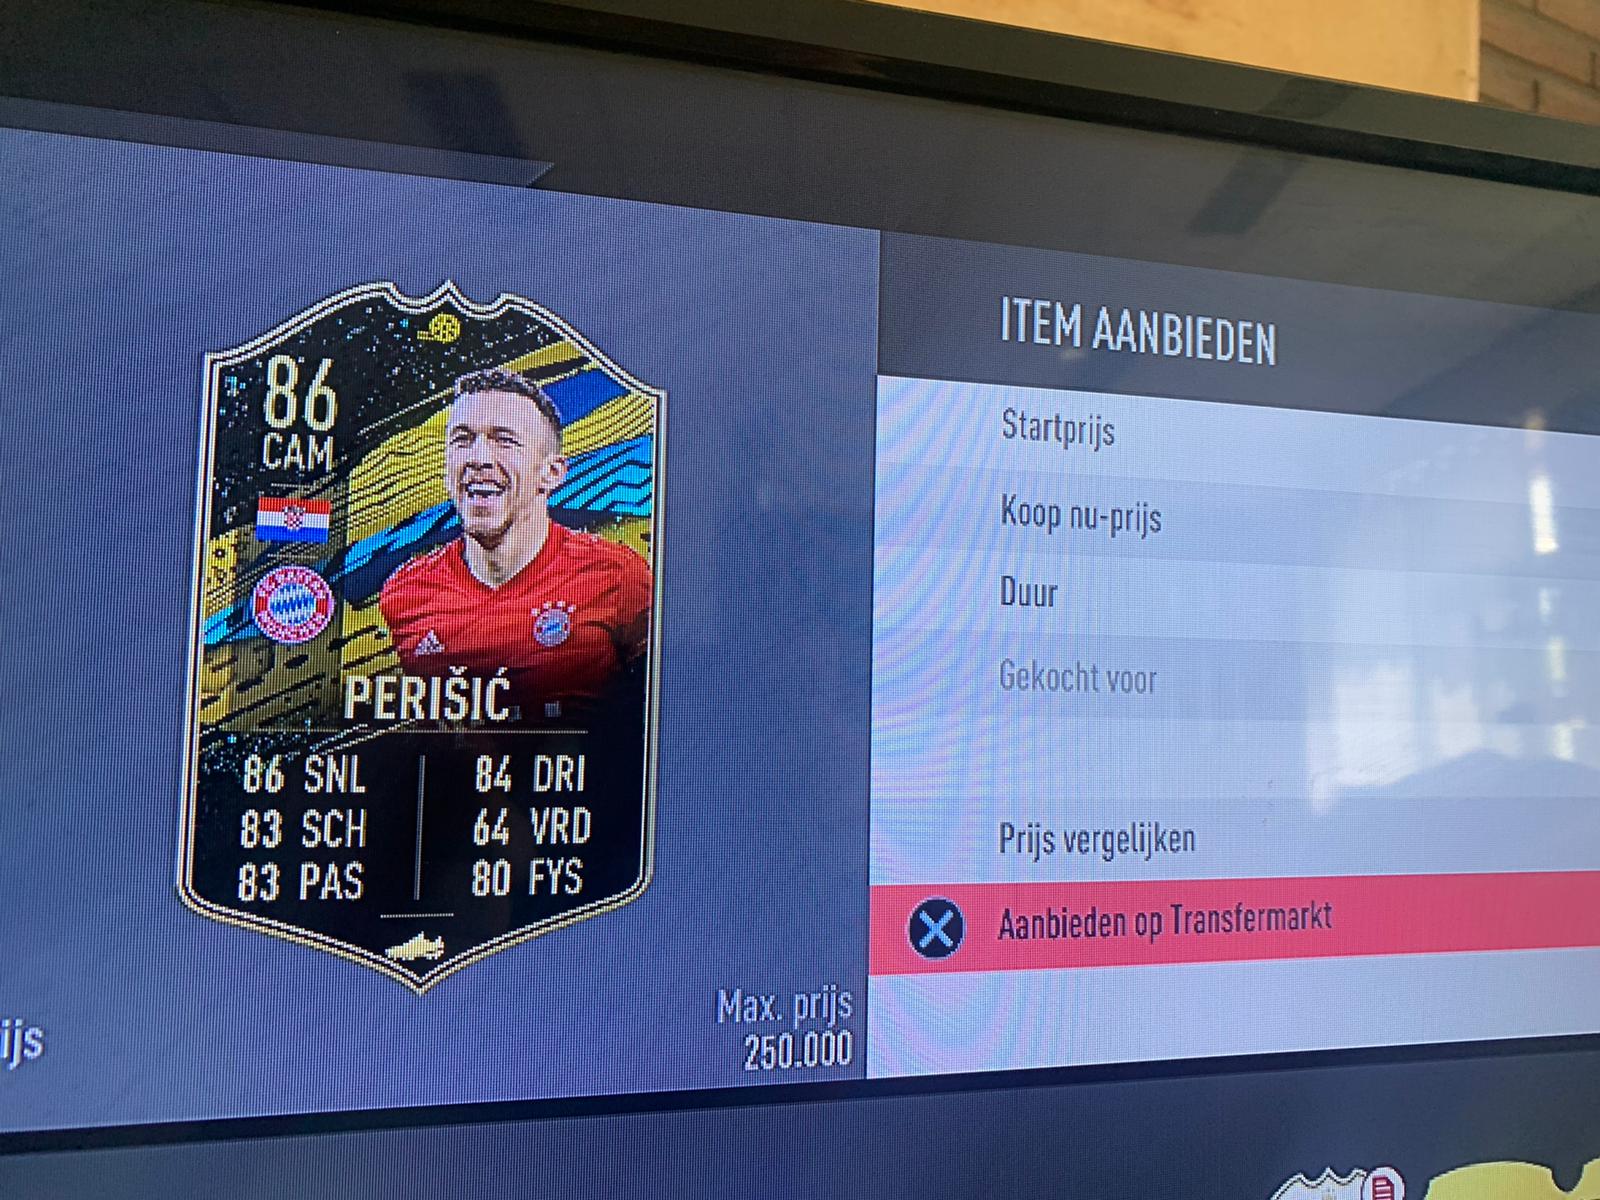 86
CAM
PERIŠIĆ
86 SNL
84 DRI
83 SCH
64 VRD
83 PAS
80 FYS
ijs
Max. prijs
250.000
ITEM AANBIEDEN
Startprijs
Koop nu-prijs
Duur
Gekocht voor
Prijs vergelijken
Aanbieden op Transfermarkt